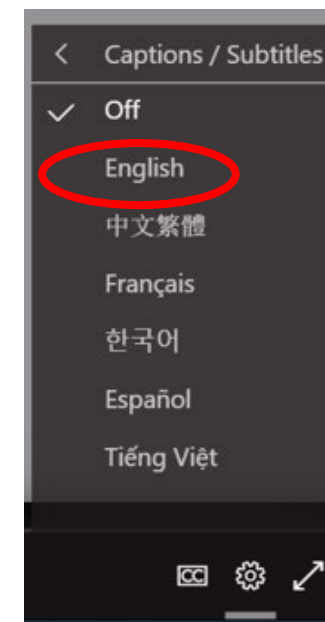 Captions / Subtitles
Off
English
中文繁體
Français
한국어
Español
Tiếng Việt
CC